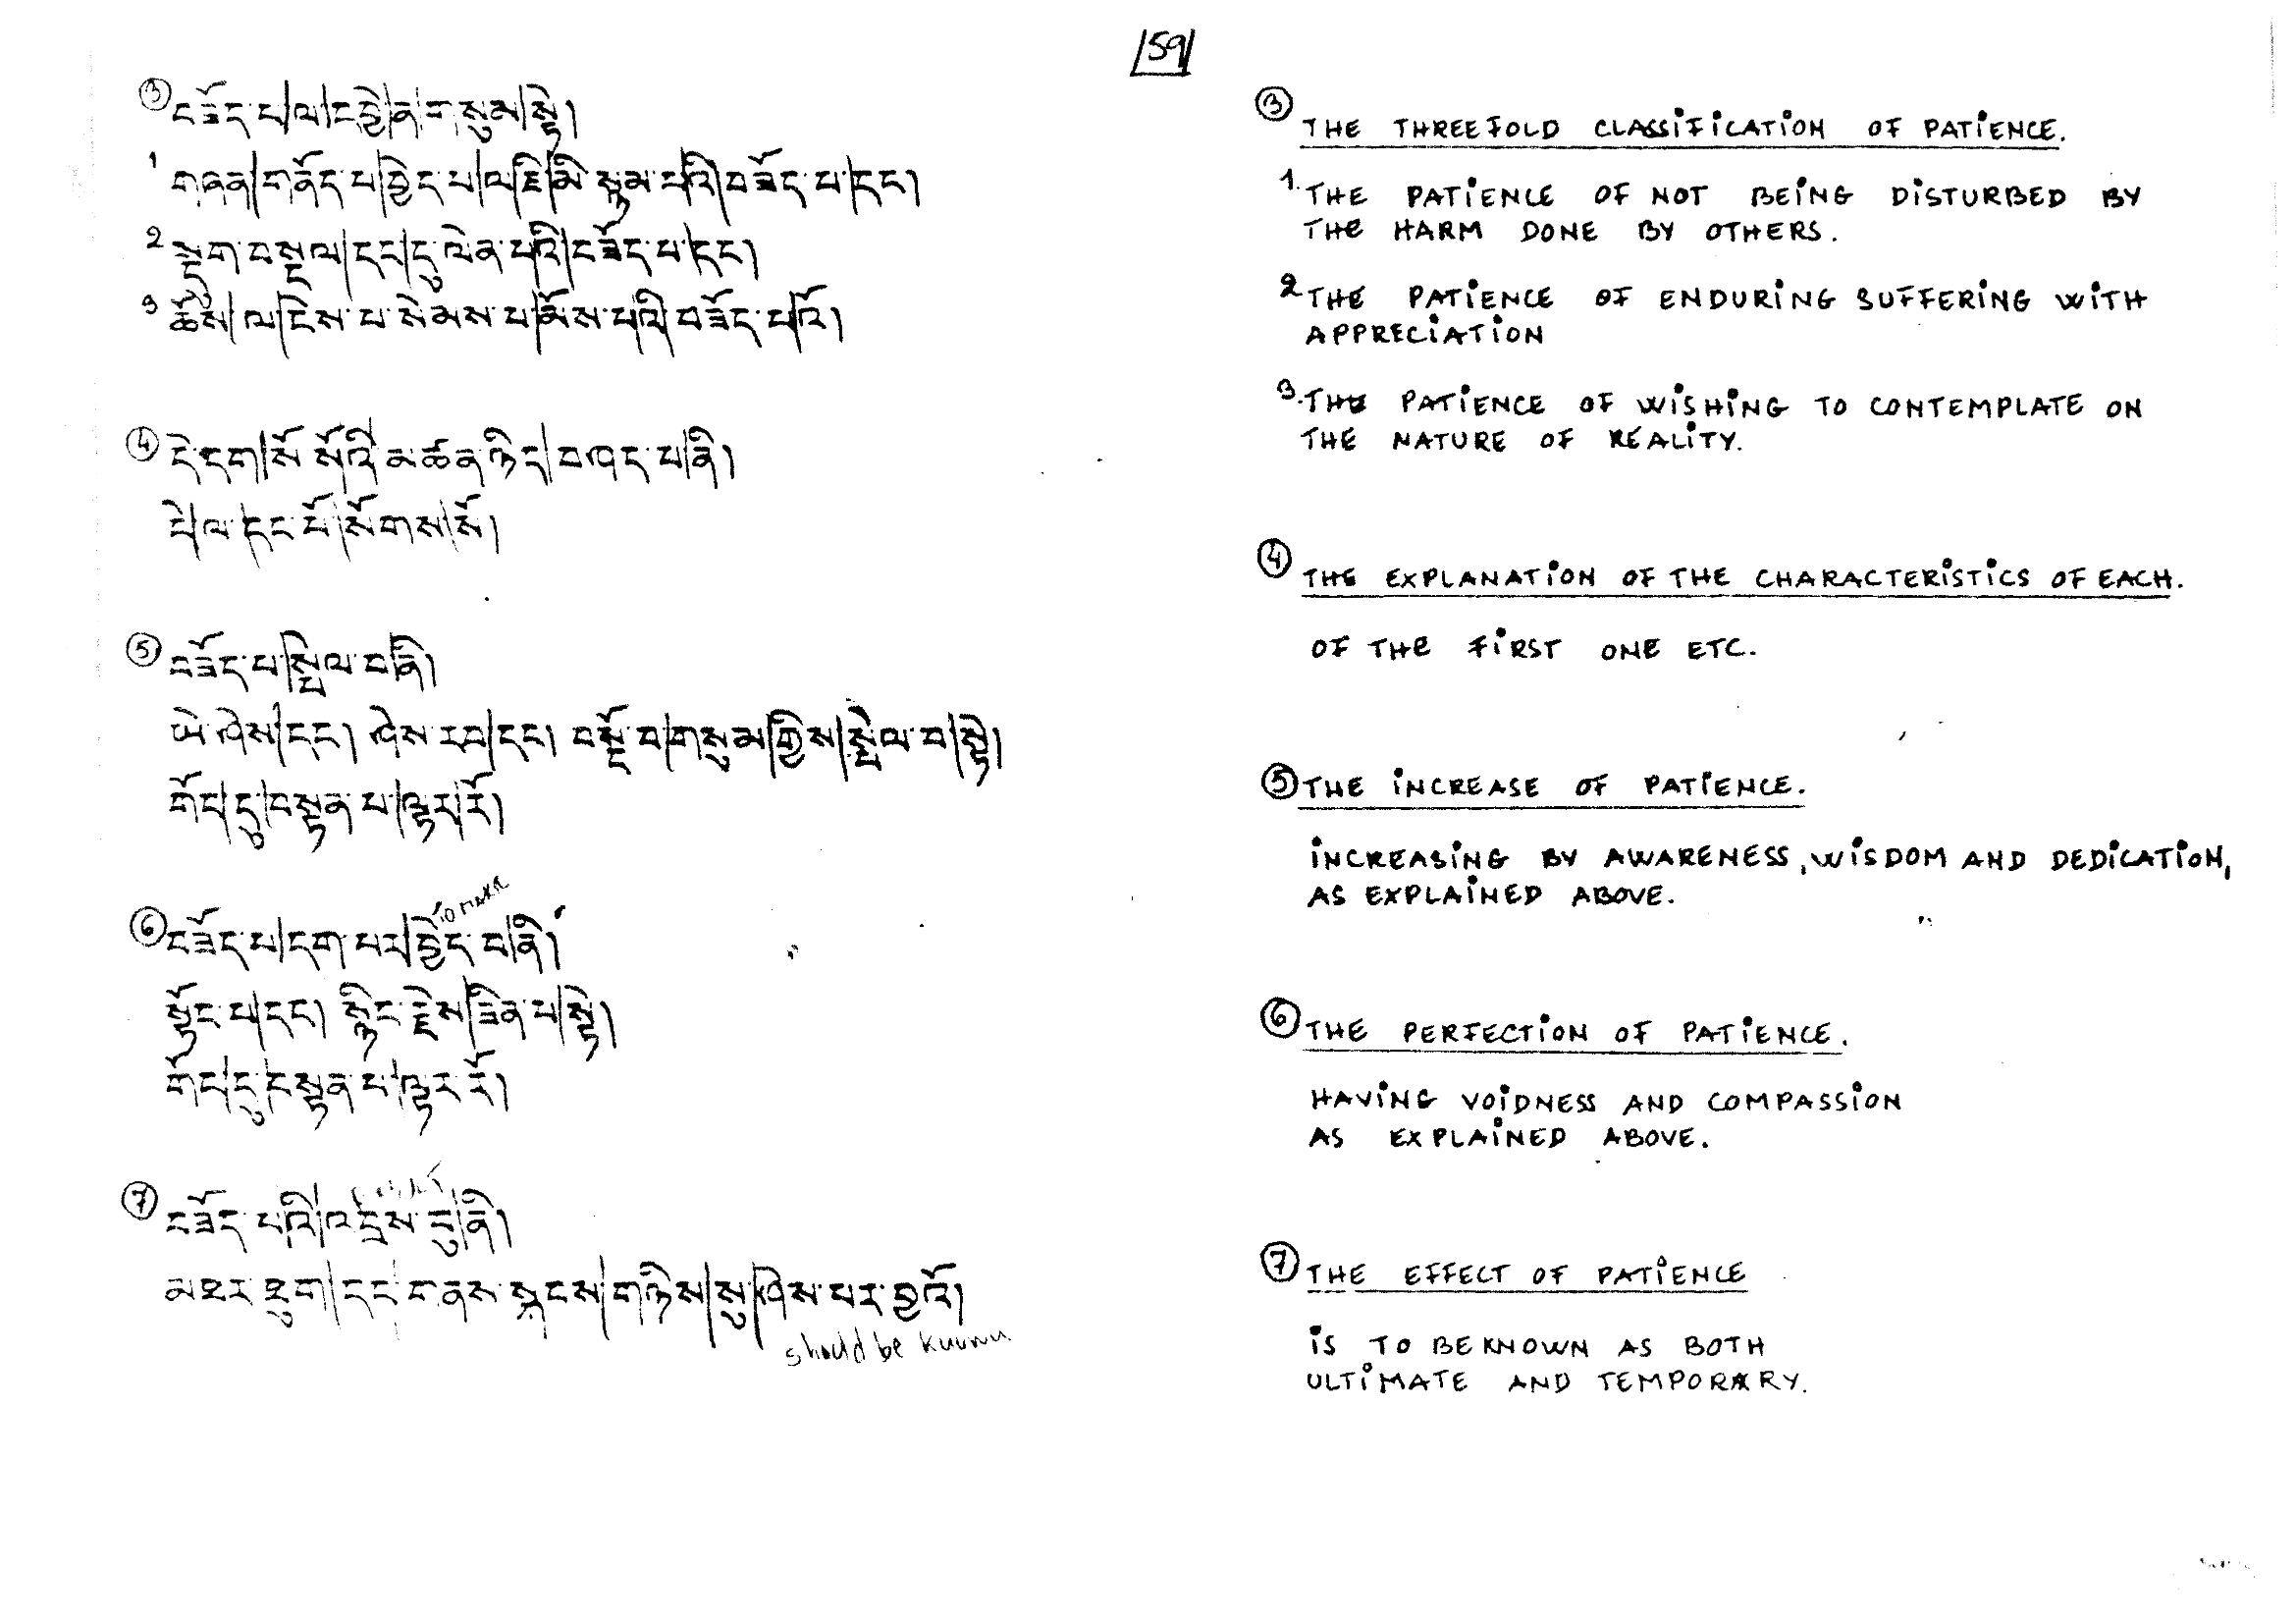 159
③ བཟོད་པ|ལ|དབྱེ|ན|གསུམ|སྟེ།
1 གཞན|གནོད་པ|བྱེད་པ|ལ|ཇི|མི་སྙམ་པའི|བཟོད་པ་|དང།
2 སྡུག་བསྔལ|དང|དུ་ལེན་པའི|བཟོད་པ་|དང།
3 ཆོས|ལ|ངེས་པ་སེམས་པ|མོས་པའི|བཟོད་པའོ།
④ དེ་དག|སོ་སོའི|མཚན་ཉིད|བཤད་པ|ནི།
དེ|ལ་|དང་པོ|སོགས|སོ།
⑤ བཟོད་པ|སྤེལ་བ|ནི།
ཡེ་ཤེས|དང། ཤེས་རབ|དང། བསྔོ་བ|གསུམ|གྱིས|སྤེལ་བ|སྟེ།
གོང|དུ|བསྟན་པ་|ལྟར|རོ།
⑥ བཟོད་པ|དག་པར|བྱེད་པ|ནི།
to make
སྟོང་པ|དང། སྙིང་རྗེས|ཟིན་པ|སྟེ།
གོང|དུ|བསྟན་པ་|ལྟར་རོ།
⑦ བཟོད་པའི|འབྲས་བུ|ནི།
མཐར་ཐུག|དང|གནས་སྐབས|གཉིས|སུ|ཤེས་པར་བྱའོ།
should be known
③ THE THREEFOLD CLASSIFICATION OF PATIENCE.
1. THE PATIENCE OF NOT BEING DISTURBED BY
THE HARM DONE BY OTHERS.
2 THE PATIENCE OF ENDURING SUFFERING WITH
APPRECIATION
3. THE PATIENCE OF WISHING TO CONTEMPLATE ON
THE NATURE OF REALITY.
④ THE EXPLANATION OF THE CHARACTERISTICS OF EACH.
OF THE FIRST ONE ETC.
⑤ THE INCREASE OF PATIENCE.
INCREASING BY AWARENESS, WISDOM AND DEDICATION,
AS EXPLAINED ABOVE.
⑥ THE PERFECTION OF PATIENCE.
HAVING VOIDNESS AND COMPASSION
AS EXPLAINED ABOVE.
⑦ THE EFFECT OF PATIENCE
IS TO BE KNOWN AS BOTH
ULTIMATE AND TEMPORARY.